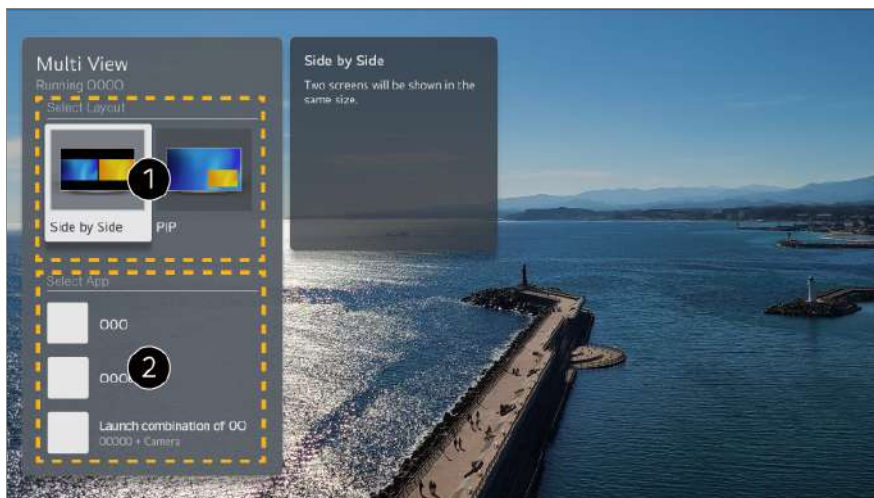 Multi View
Running OOOO
Select Layout
1
Side by Side
PIP
Select App
OOO
2
Launch combination of OO
OOOOO + Camera
Side by Side
Two screens will be shown in the
same size.